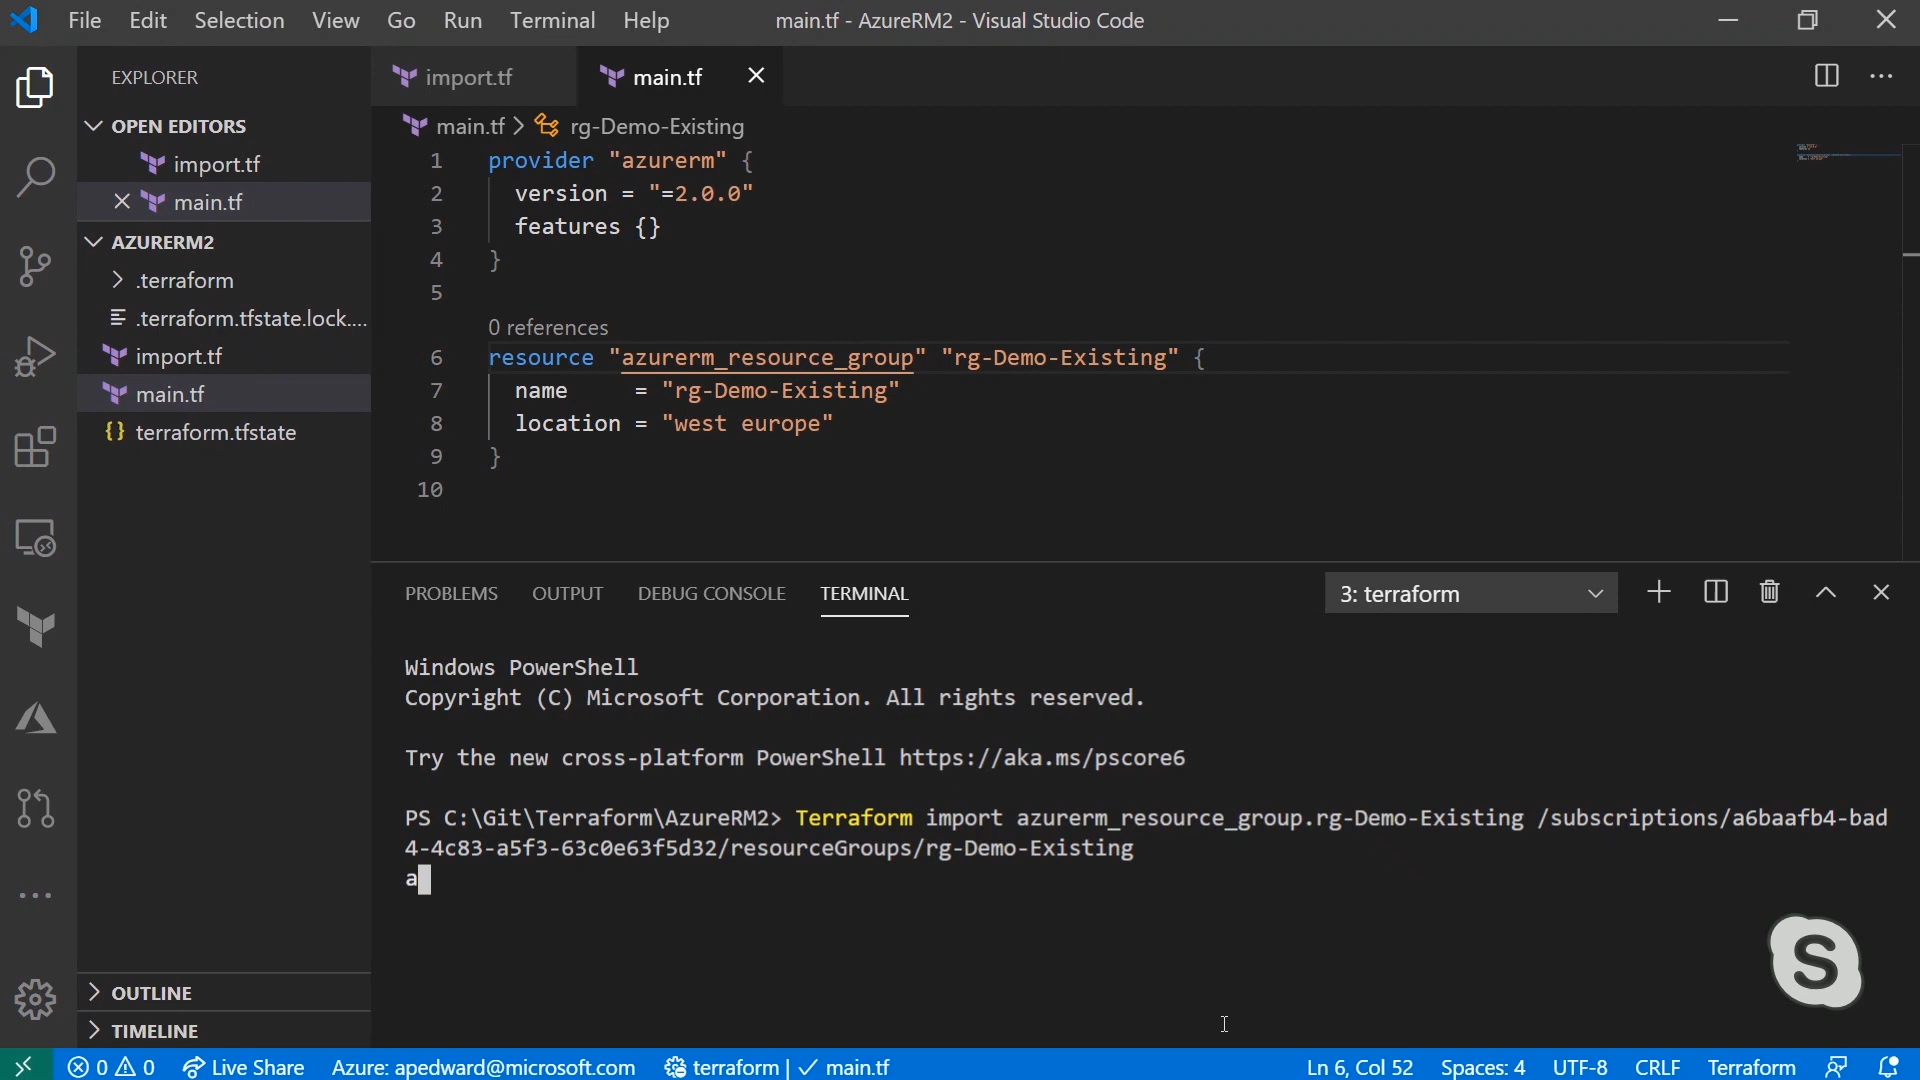 File Edit Selection View Go Run Terminal Help
main.tf - AzureRM2 - Visual Studio Code
EXPLORER
OPEN EDITORS
import.tf
main.tf
AZURERM2
.terraform
.terraform.tfstate.lock....
import.tf
main.tf
terraform.tfstate
OUTLINE
TIMELINE
import.tf
main.tf
main.tf > rg-Demo-Existing
1 provider "azurerm" {
2 version = "=2.0.0"
3 features {}
4 }
5
0 references
6 resource "azurerm_resource_group" "rg-Demo-Existing" {
7 name = "rg-Demo-Existing"
8 location = "west europe"
9 }
10
PROBLEMS OUTPUT DEBUG CONSOLE TERMINAL
3: terraform
Windows PowerShell
Copyright (C) Microsoft Corporation. All rights reserved.
Try the new cross-platform PowerShell https://aka.ms/pscore6
PS C:\Git\Terraform\AzureRM2> Terraform import azurerm_resource_group.rg-Demo-Existing /subscriptions/a6baafb4-bad
4-4c83-a5f3-63c0e63f5d32/resourceGroups/rg-Demo-Existing
a
S
0 0 Live Share Azure: apedward@microsoft.com terraform | ✓ main.tf
Ln 6, Col 52 Spaces: 4 UTF-8 CRLF Terraform